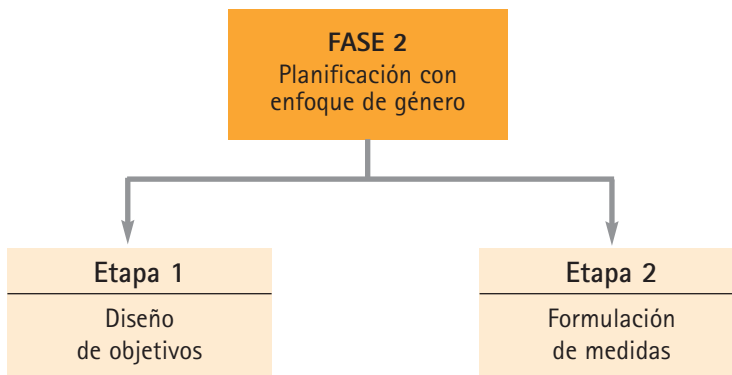 FASE 2
Planificación con
enfoque de género
Etapa 1
Diseño
de objetivos
Etapa 2
Formulación
de medidas